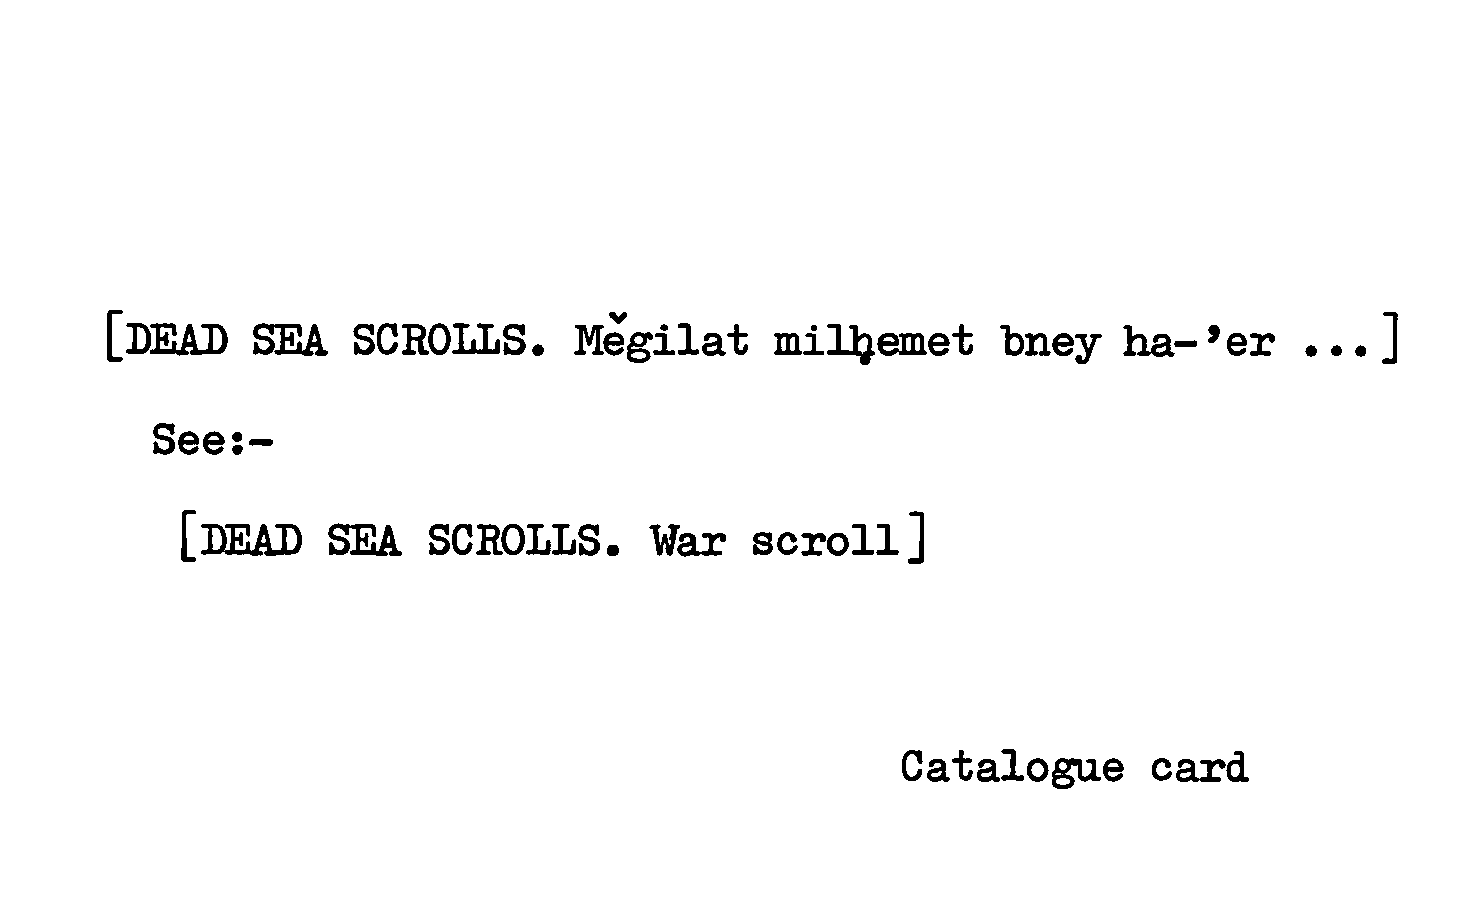 [DEAD SEA SCROLLS. Mĕgilat milḥemet bney ha-’er ...]
See:-
[DEAD SEA SCROLLS. War scroll]
Catalogue card